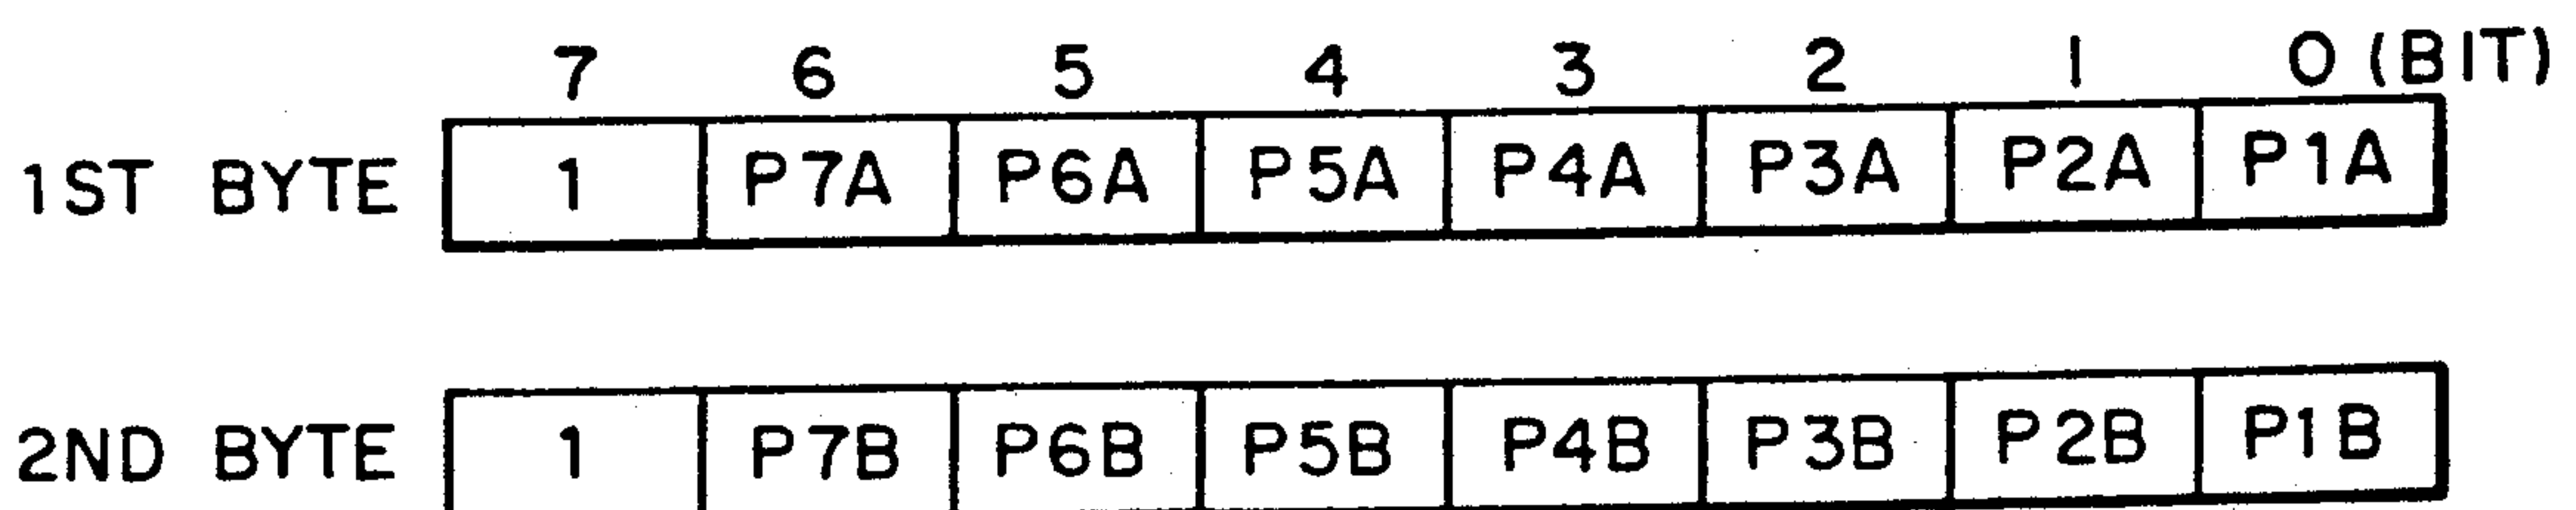 7 6 5 4 3 2 1 0 (BIT)
1ST BYTE 1 P7A P6A P5A P4A P3A P2A P1A
2ND BYTE 1 P7B P6B P5B P4B P3B P2B P1B